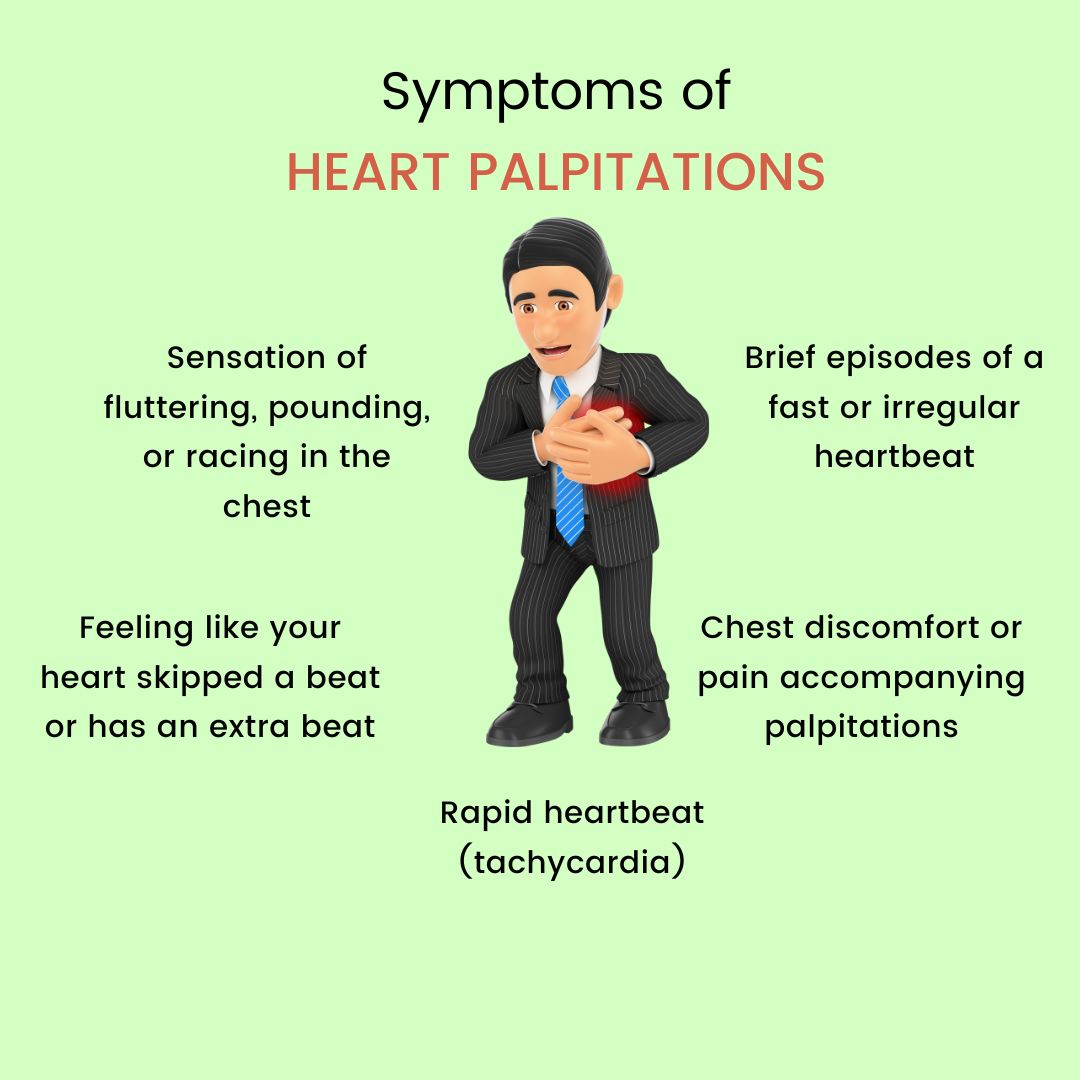 Symptoms of
HEART PALPITATIONS
Sensation of
fluttering, pounding,
or racing in the
chest
Brief episodes of a
fast or irregular
heartbeat
Feeling like your
heart skipped a beat
or has an extra beat
Chest discomfort or
pain accompanying
palpitations
Rapid heartbeat
(tachycardia)